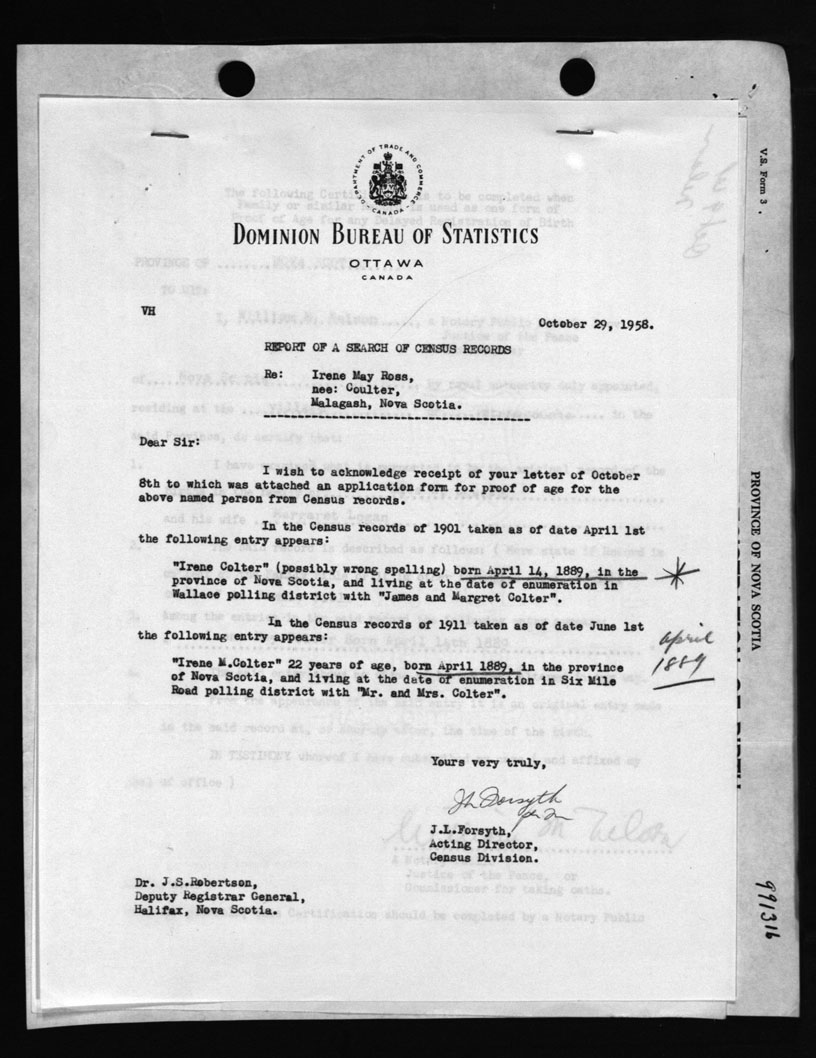 DEPARTMENT OF TRADE AND COMMERCE
CANADA
DOMINION BUREAU OF STATISTICS
OTTAWA
CANADA
VH
October 29, 1958.
REPORT OF A SEARCH OF CENSUS RECORDS
Re: Irene May Ross,
nee: Coulter,
Malagash, Nova Scotia.
Dear Sir:
I wish to acknowledge receipt of your letter of October
8th to which was attached an application form for proof of age for the
above named person from Census records.
In the Census records of 1901 taken as of date April 1st
the following entry appears:
"Irene Colter" (possibly wrong spelling) born April 14, 1889, in the
province of Nova Scotia, and living at the date of enumeration in
Wallace polling district with "James and Margret Colter".
In the Census records of 1911 taken as of date June 1st
the following entry appears:
"Irene M.Colter" 22 years of age, born April 1889, in the province
of Nova Scotia, and living at the date of enumeration in Six Mile
Road polling district with "Mr. and Mrs. Colter".
April
1889
Yours very truly,
J L Forsyth
J.L.Forsyth,
Acting Director,
Census Division.
Dr. J.S.Robertson,
Deputy Registrar General,
Halifax, Nova Scotia.
V.S. Form 3.
PROVINCE OF NOVA SCOTIA
991316